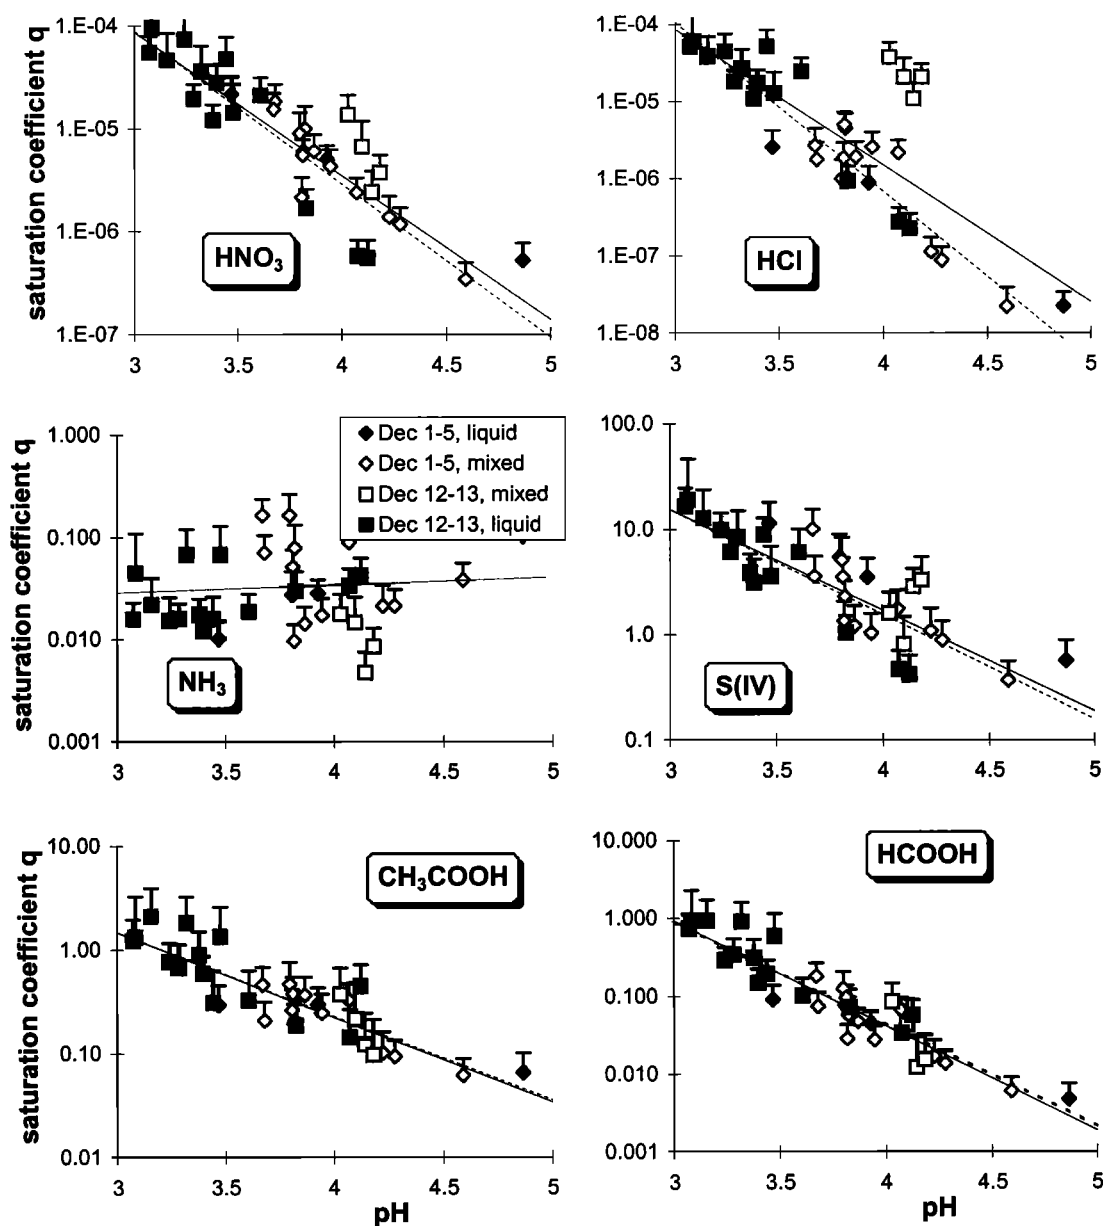 saturation coefficient q
1.E-04
1.E-05
1.E-06
1.E-07
HNO3
3 3.5 4 4.5 5
1.E-04
1.E-05
1.E-06
1.E-07
1.E-08
HCl
3 3.5 4 4.5 5
saturation coefficient q
1.000
0.100
0.010
0.001
NH3
Dec 1-5, liquid
Dec 1-5, mixed
Dec 12-13, mixed
Dec 12-13, liquid
3 3.5 4 4.5 5
100.0
10.0
1.0
0.1
S(IV)
3 3.5 4 4.5 5
saturation coefficient q
10.00
1.00
0.10
0.01
CH3COOH
3 3.5 4 4.5 5
pH
10.000
1.000
0.100
0.010
0.001
HCOOH
3 3.5 4 4.5 5
pH